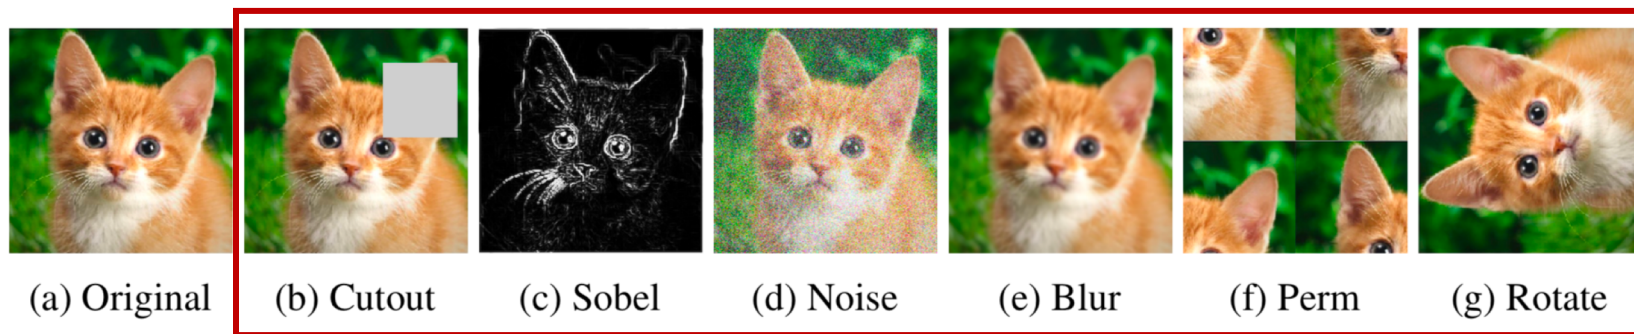 (a) Original (b) Cutout (c) Sobel (d) Noise (e) Blur (f) Perm (g) Rotate